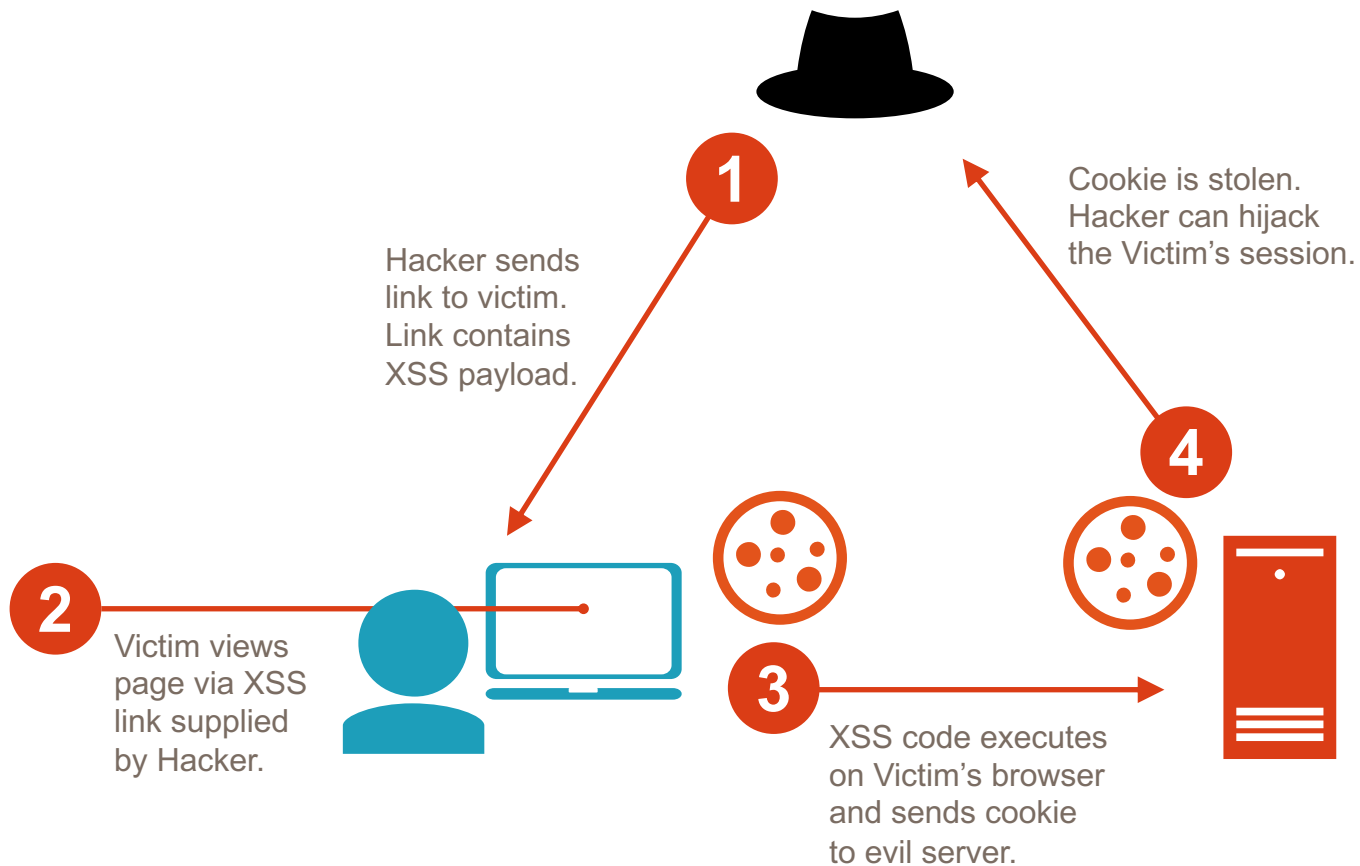 1
Hacker sends
link to victim.
Link contains
XSS payload.
2
Victim views
page via XSS
link supplied
by Hacker.
3
XSS code executes
on Victim’s browser
and sends cookie
to evil server.
4
Cookie is stolen.
Hacker can hijack
the Victim’s session.